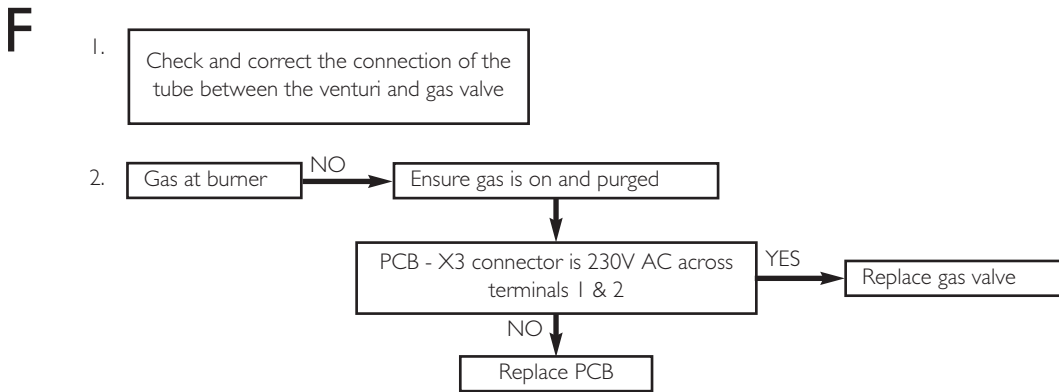 F
1.
Check and correct the connection of the
tube between the venturi and gas valve
2.
Gas at burner
NO
Ensure gas is on and purged
PCB - X3 connector is 230V AC across
terminals 1 & 2
YES
Replace gas valve
NO
Replace PCB